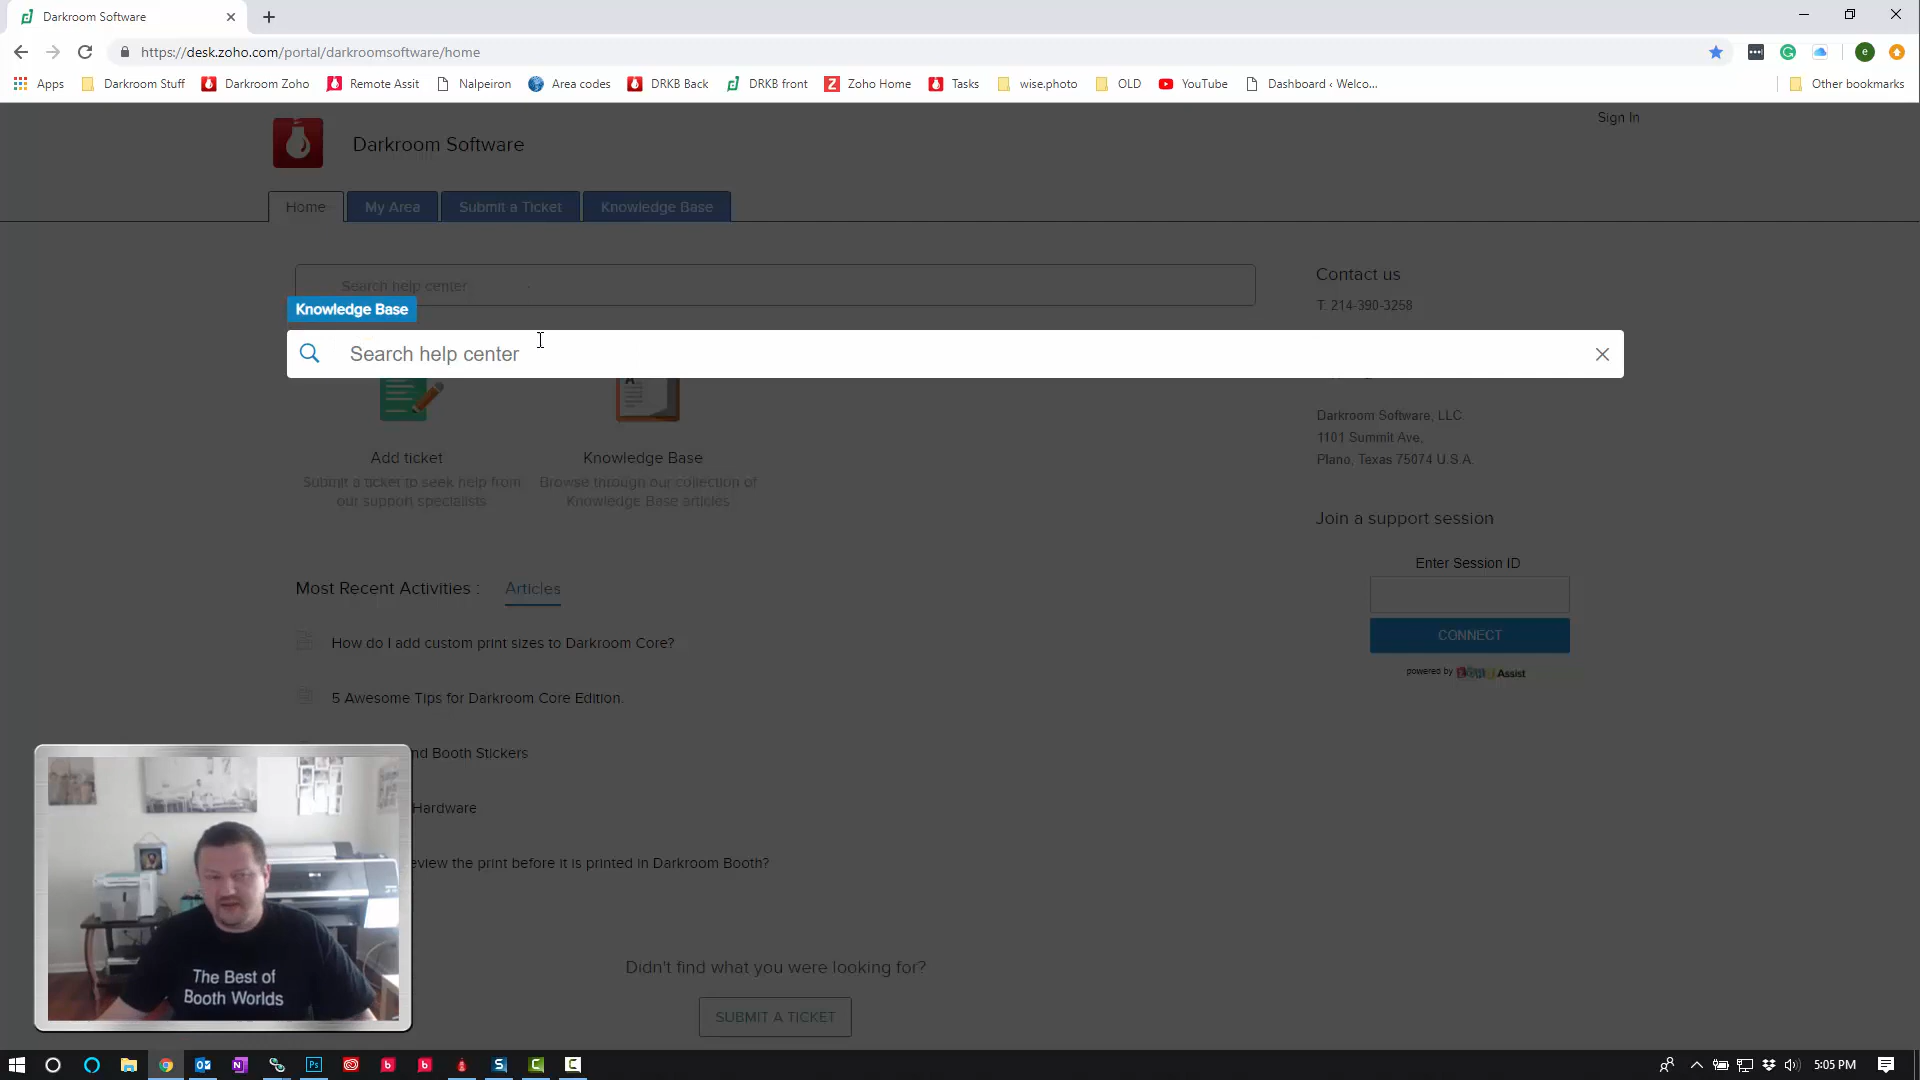 Darkroom Software
https://desk.zoho.com/portal/darkroomsoftware/home
e
Apps Darkroom Stuff Darkroom Zoho Remote Assit Nalpeiron Area codes DRKB Back DRKB front Zoho Home Tasks wise.photo OLD YouTube Dashboard ‹ Welco... Other bookmarks
Sign In
Darkroom Software
Home My Area Submit a Ticket Knowledge Base
Search help center
Contact us
T. 214-390-3258
Knowledge Base
Search help center
Add ticket
Submit a ticket to seek help from
our support specialists
Knowledge Base
Browse through our collection of
Knowledge Base articles
Darkroom Software, LLC.
1101 Summit Ave,
Plano, Texas 75074 U.S.A.
Join a support session
Enter Session ID
CONNECT
powered by ZOHO Assist
Most Recent Activities : Articles
How do I add custom print sizes to Darkroom Core?
5 Awesome Tips for Darkroom Core Edition.
nd Booth Stickers
Hardware
eview the print before it is printed in Darkroom Booth?
The Best of
Booth Worlds
Didn't find what you were looking for?
SUBMIT A TICKET
5:05 PM